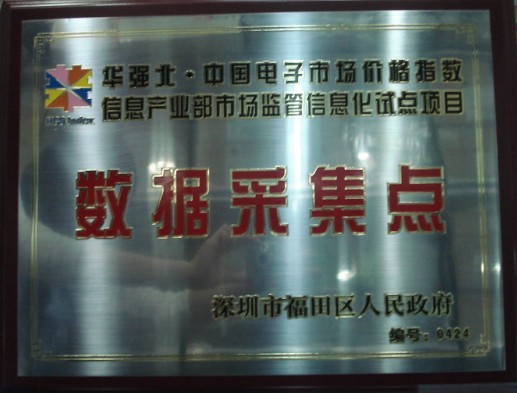 华强北·中国电子市场价格指数
信息产业部市场监管信息化试点项目
数据采集点
深圳市福田区人民政府
编号：0424